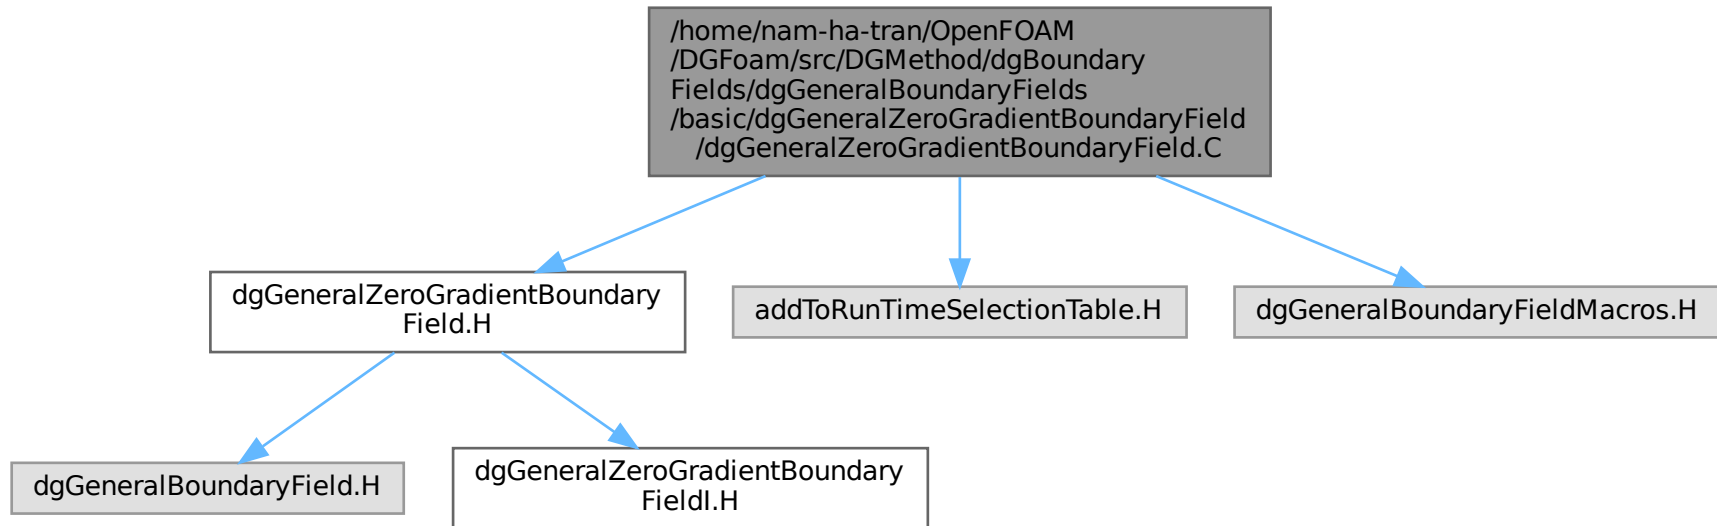 /home/nam-ha-tran/OpenFOAM
/DGFoam/src/DGMethod/dgBoundary
Fields/dgGeneralBoundaryFields
/basic/dgGeneralZeroGradientBoundaryField
/dgGeneralZeroGradientBoundaryField.C
dgGeneralZeroGradientBoundary
Field.H
addToRunTimeSelectionTable.H
dgGeneralBoundaryFieldMacros.H
dgGeneralBoundaryField.H
dgGeneralZeroGradientBoundary
FieldI.H